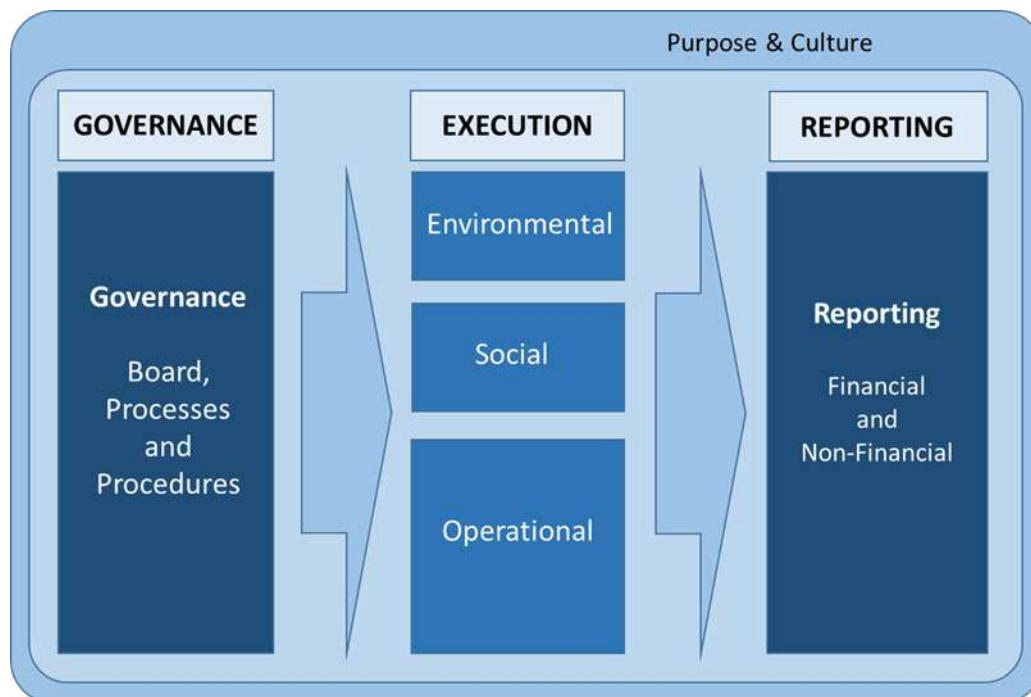 Purpose & Culture
GOVERNANCE
Governance
Board,
Processes
and
Procedures
EXECUTION
Environmental
Social
Operational
REPORTING
Reporting
Financial
and
Non-Financial